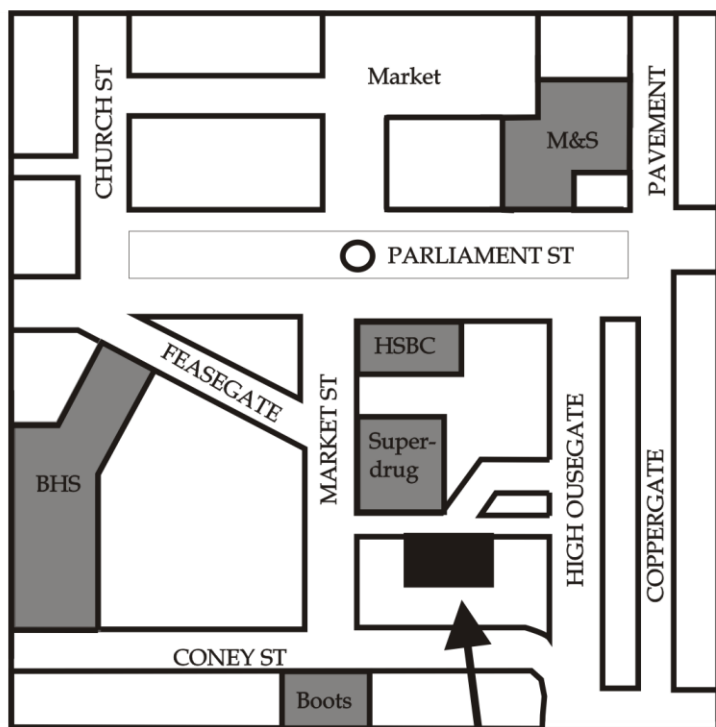 Market
CHURCH ST
M&S
PAVEMENT
PARLIAMENT ST
FEASEGATE
HSBC
MARKET ST
Super-
drug
BHS
HIGH OUSEGATE
COPPERGATE
CONEY ST
Boots